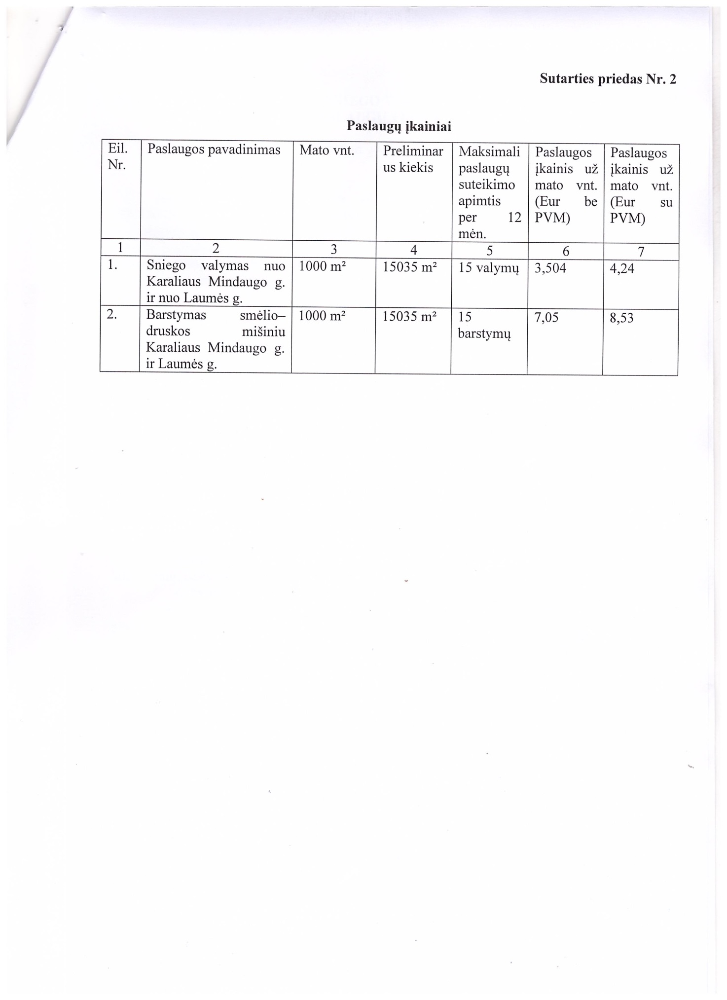 Sutarties priedas Nr. 2
Paslaugų įkainiai
Eil.
Nr.
Paslaugos pavadinimas
Mato vnt.
Preliminar
us kiekis
Maksimali
paslaugų
suteikimo
apimtis
per 12
mėn.
Paslaugos
įkainis už
mato vnt.
(Eur be
PVM)
Paslaugos
įkainis už
mato vnt.
(Eur su
PVM)
1
2
3
4
5
6
7
1.
Sniego valymas nuo
Karaliaus Mindaugo g.
ir nuo Laumės g.
1000 m²
15035 m²
15 valymų
3,504
4,24
2.
Barstymas smėlio–
druskos mišiniu
Karaliaus Mindaugo g.
ir Laumės g.
1000 m²
15035 m²
15
barstymų
7,05
8,53